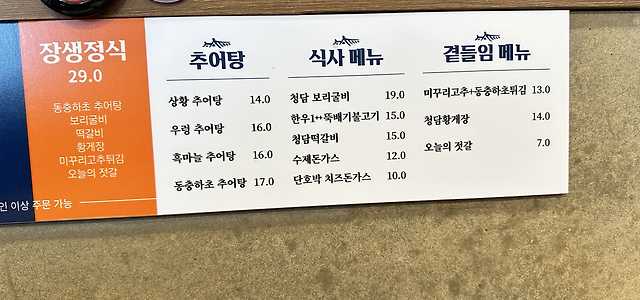 장생정식
29.0
동충하초 추어탕
보리굴비
떡갈비
황게장
미꾸리고추튀김
오늘의 젓갈
인 이상 주문 가능
추어탕
상황 추어탕 14.0
우렁 추어탕 16.0
흑마늘 추어탕 16.0
동충하초 추어탕 17.0
식사 메뉴
청담 보리굴비 19.0
한우1++뚝배기불고기 15.0
청담떡갈비 15.0
수제돈가스 12.0
단호박 치즈돈가스 10.0
곁들임 메뉴
미꾸리고추+동충하초튀김 13.0
청담황게장 14.0
오늘의 젓갈 7.0